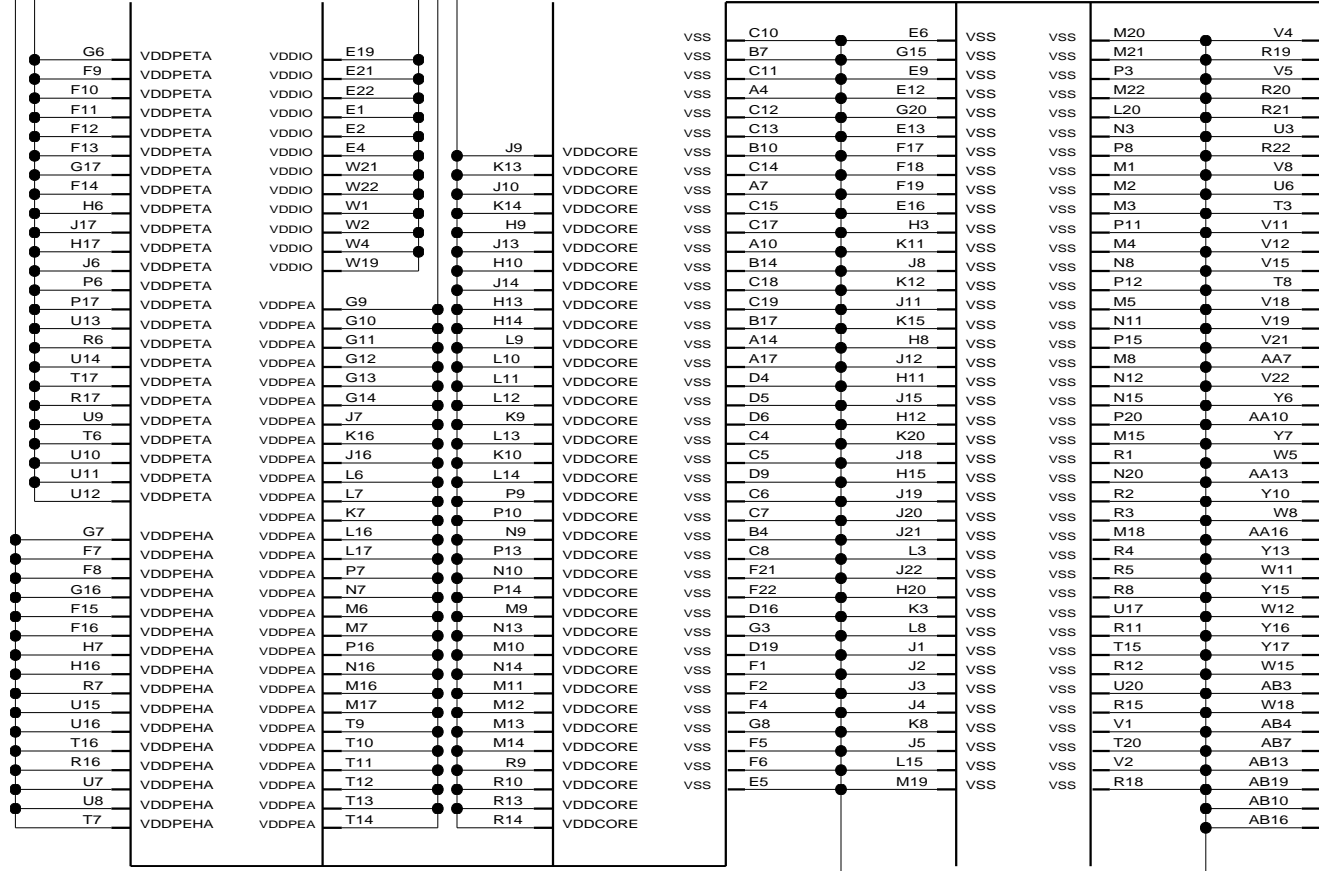 VSS C10 E6 VSS VSS M20 V4
G6 VDDPETA VDDIO E19 VSS B7 G15 VSS VSS M21 R19
F9 VDDPETA VDDIO E21 VSS C11 E9 VSS VSS P3 V5
F10 VDDPETA VDDIO E22 VSS A4 E12 VSS VSS M22 R20
F11 VDDPETA VDDIO E1 VSS C12 G20 VSS VSS L20 R21
F12 VDDPETA VDDIO E2 VSS C13 E13 VSS VSS N3 U3
F13 VDDPETA VDDIO E4 J9 VDDCORE VSS B10 F17 VSS VSS P8 R22
G17 VDDPETA VDDIO W21 K13 VDDCORE VSS C14 F18 VSS VSS M1 V8
F14 VDDPETA VDDIO W22 J10 VDDCORE VSS A7 F19 VSS VSS M2 U6
H6 VDDPETA VDDIO W1 K14 VDDCORE VSS C15 E16 VSS VSS M3 T3
J17 VDDPETA VDDIO W2 H9 VDDCORE VSS C17 H3 VSS VSS P11 V11
H17 VDDPETA VDDIO W4 J13 VDDCORE VSS A10 K11 VSS VSS M4 V12
J6 VDDPETA VDDIO W19 H10 VDDCORE VSS B14 J8 VSS VSS N8 V15
P6 VDDPETA J14 VDDCORE VSS C18 K12 VSS VSS P12 T8
P17 VDDPETA VDDPEA G9 H13 VDDCORE VSS C19 J11 VSS VSS M5 V18
U13 VDDPETA VDDPEA G10 H14 VDDCORE VSS B17 K15 VSS VSS N11 V19
R6 VDDPETA VDDPEA G11 L9 VDDCORE VSS A14 H8 VSS VSS P15 V21
U14 VDDPETA VDDPEA G12 L10 VDDCORE VSS A17 J12 VSS VSS M8 AA7
T17 VDDPETA VDDPEA G13 L11 VDDCORE VSS D4 H11 VSS VSS N12 V22
R17 VDDPETA VDDPEA G14 L12 VDDCORE VSS D5 J15 VSS VSS N15 Y6
U9 VDDPETA VDDPEA J7 K9 VDDCORE VSS D6 H12 VSS VSS P20 AA10
T6 VDDPETA VDDPEA K16 L13 VDDCORE VSS C4 K20 VSS VSS M15 Y7
U10 VDDPETA VDDPEA J16 K10 VDDCORE VSS C5 J18 VSS VSS R1 W5
U11 VDDPETA VDDPEA L6 L14 VDDCORE VSS D9 H15 VSS VSS N20 AA13
U12 VDDPETA VDDPEA L7 P9 VDDCORE VSS C6 J19 VSS VSS R2 Y10
VDDPEA K7 P10 VDDCORE VSS C7 J20 VSS VSS R3 W8
G7 VDDPEHA VDDPEA L16 N9 VDDCORE VSS B4 J21 VSS VSS M18 AA16
F7 VDDPEHA VDDPEA L17 P13 VDDCORE VSS C8 L3 VSS VSS R4 Y13
F8 VDDPEHA VDDPEA P7 N10 VDDCORE VSS F21 J22 VSS VSS R5 W11
G16 VDDPEHA VDDPEA N7 P14 VDDCORE VSS F22 H20 VSS VSS R8 Y15
F15 VDDPEHA VDDPEA M6 M9 VDDCORE VSS D16 K3 VSS VSS U17 W12
F16 VDDPEHA VDDPEA M7 N13 VDDCORE VSS G3 L8 VSS VSS R11 Y16
H7 VDDPEHA VDDPEA P16 M10 VDDCORE VSS D19 J1 VSS VSS T15 Y17
H16 VDDPEHA VDDPEA N16 N14 VDDCORE VSS F1 J2 VSS VSS R12 W15
R7 VDDPEHA VDDPEA M16 M11 VDDCORE VSS F2 J3 VSS VSS U20 AB3
U15 VDDPEHA VDDPEA M17 M12 VDDCORE VSS F4 J4 VSS VSS R15 W18
U16 VDDPEHA VDDPEA T9 M13 VDDCORE VSS G8 K8 VSS VSS V1 AB4
T16 VDDPEHA VDDPEA T10 M14 VDDCORE VSS F5 J5 VSS VSS T20 AB7
R16 VDDPEHA VDDPEA T11 R9 VDDCORE VSS F6 L15 VSS VSS V2 AB13
U7 VDDPEHA VDDPEA T12 R10 VDDCORE VSS E5 M19 VSS VSS R18 AB19
U8 VDDPEHA VDDPEA T13 R13 VDDCORE AB10
T7 VDDPEHA VDDPEA T14 R14 VDDCORE AB16